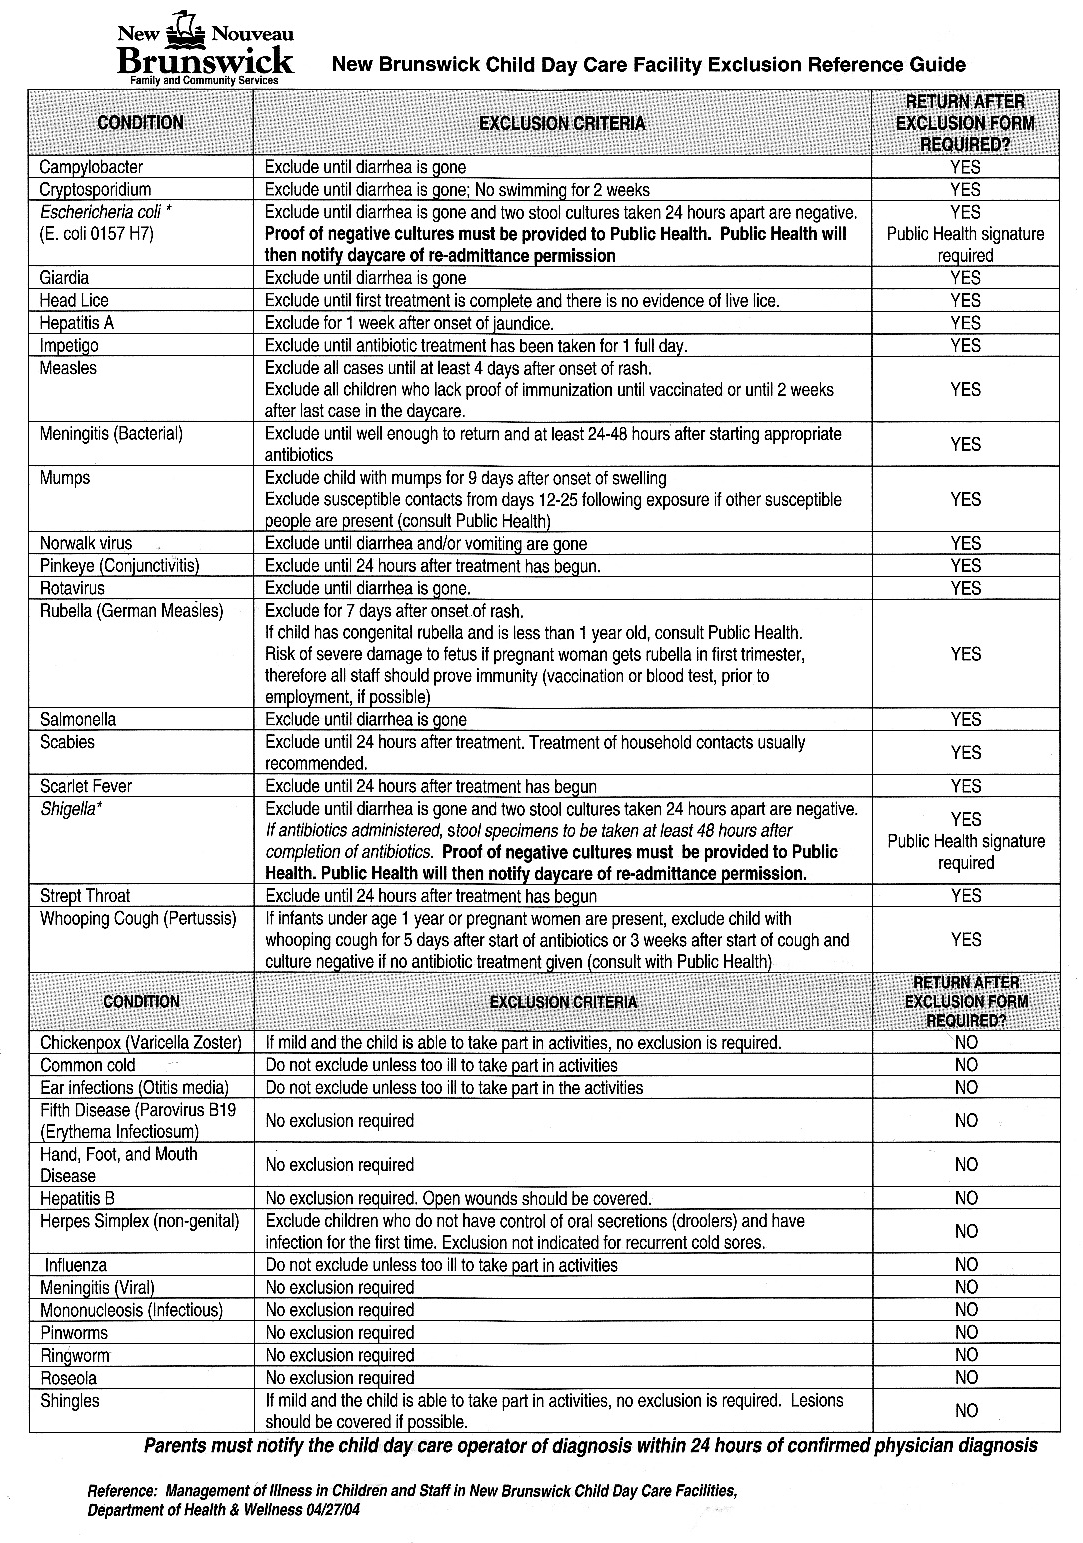 New Nouveau
Brunswick
Family and Community Services
New Brunswick Child Day Care Facility Exclusion Reference Guide
CONDITION
EXCLUSION CRITERIA
RETURN AFTER
EXCLUSION FORM
REQUIRED?
Campylobacter
Exclude until diarrhea is gone
YES
Cryptosporidium
Exclude until diarrhea is gone; No swimming for 2 weeks
YES
Eschericheria coli *
(E. coli 0157 H7)
Exclude until diarrhea is gone and two stool cultures taken 24 hours apart are negative.
Proof of negative cultures must be provided to Public Health. Public Health will
then notify daycare of re-admittance permission
YES
Public Health signature
required
Giardia
Exclude until diarrhea is gone
YES
Head Lice
Exclude until first treatment is complete and there is no evidence of live lice.
YES
Hepatitis A
Exclude for 1 week after onset of jaundice.
YES
Impetigo
Exclude until antibiotic treatment has been taken for 1 full day.
YES
Measles
Exclude all cases until at least 4 days after onset of rash.
Exclude all children who lack proof of immunization until vaccinated or until 2 weeks
after last case in the daycare.
YES
Meningitis (Bacterial)
Exclude until well enough to return and at least 24-48 hours after starting appropriate
antibiotics
YES
Mumps
Exclude child with mumps for 9 days after onset of swelling
Exclude susceptible contacts from days 12-25 following exposure if other susceptible
people are present (consult Public Health)
YES
Norwalk virus
Exclude until diarrhea and/or vomiting are gone
YES
Pinkeye (Conjunctivitis)
Exclude until 24 hours after treatment has begun.
YES
Rotavirus
Exclude until diarrhea is gone.
YES
Rubella (German Measles)
Exclude for 7 days after onset of rash.
If child has congenital rubella and is less than 1 year old, consult Public Health.
Risk of severe damage to fetus if pregnant woman gets rubella in first trimester,
therefore all staff should prove immunity (vaccination or blood test, prior to
employment, if possible)
YES
Salmonella
Exclude until diarrhea is gone
YES
Scabies
Exclude until 24 hours after treatment. Treatment of household contacts usually
recommended.
YES
Scarlet Fever
Exclude until 24 hours after treatment has begun
YES
Shigella*
Exclude until diarrhea is gone and two stool cultures taken 24 hours apart are negative.
If antibiotics administered, stool specimens to be taken at least 48 hours after
completion of antibiotics. Proof of negative cultures must be provided to Public
Health. Public Health will then notify daycare of re-admittance permission.
YES
Public Health signature
required
Strept Throat
Exclude until 24 hours after treatment has begun
YES
Whooping Cough (Pertussis)
If infants under age 1 year or pregnant women are present, exclude child with
whooping cough for 5 days after start of antibiotics or 3 weeks after start of cough and
culture negative if no antibiotic treatment given (consult with Public Health)
YES
CONDITION
EXCLUSION CRITERIA
RETURN AFTER
EXCLUSION FORM
REQUIRED?
Chickenpox (Varicella Zoster)
If mild and the child is able to take part in activities, no exclusion is required.
NO
Common cold
Do not exclude unless too ill to take part in activities
NO
Ear infections (Otitis media)
Do not exclude unless too ill to take part in the activities
NO
Fifth Disease (Parovirus B19
(Erythema Infectiosum)
No exclusion required
NO
Hand, Foot, and Mouth
Disease
No exclusion required
NO
Hepatitis B
No exclusion required. Open wounds should be covered.
NO
Herpes Simplex (non-genital)
Exclude children who do not have control of oral secretions (droolers) and have
infection for the first time. Exclusion not indicated for recurrent cold sores.
NO
Influenza
Do not exclude unless too ill to take part in activities
NO
Meningitis (Viral)
No exclusion required
NO
Mononucleosis (Infectious)
No exclusion required
NO
Pinworms
No exclusion required
NO
Ringworm
No exclusion required
NO
Roseola
No exclusion required
NO
Shingles
If mild and the child is able to take part in activities, no exclusion is required. Lesions
should be covered if possible.
NO
Parents must notify the child day care operator of diagnosis within 24 hours of confirmed physician diagnosis
Reference: Management of Illness in Children and Staff in New Brunswick Child Day Care Facilities,
Department of Health & Wellness 04/27/04